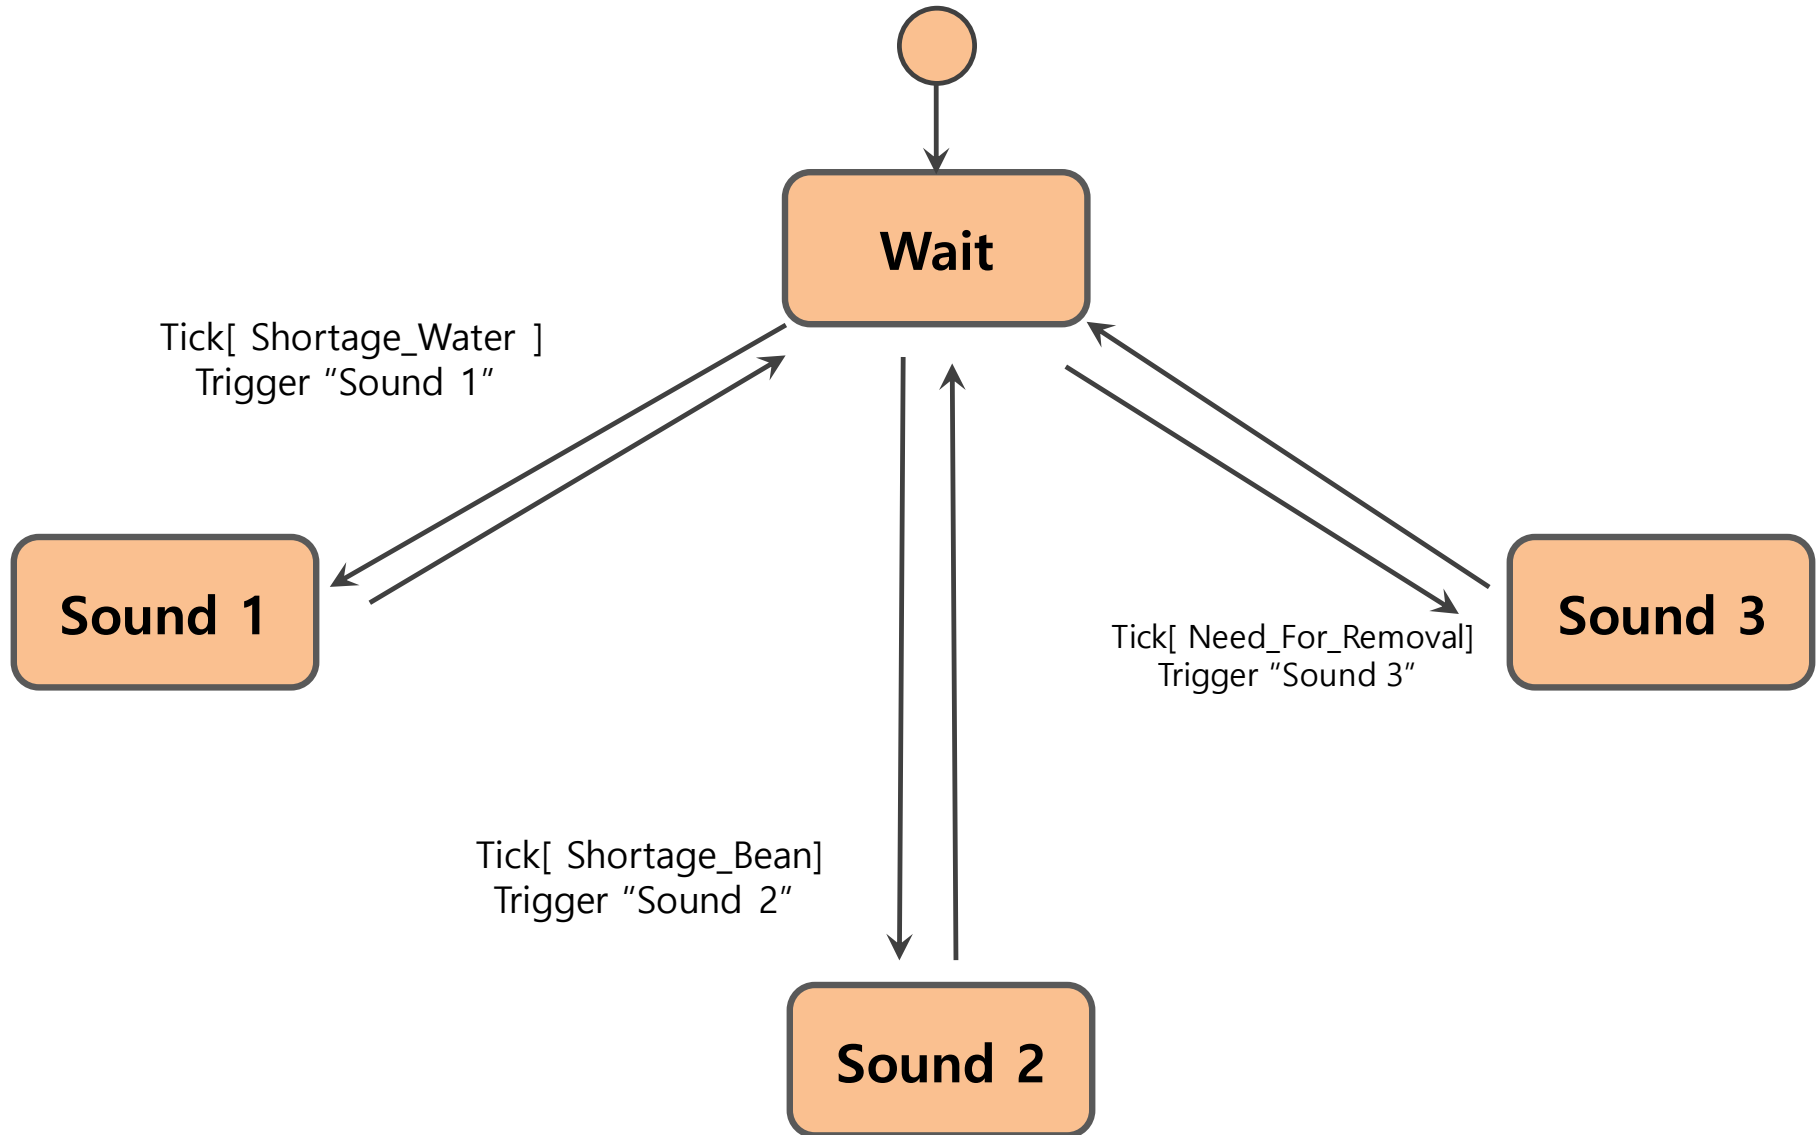 Wait
Tick[ Shortage_Water ]
Trigger "Sound 1"
Sound 1
Sound 3
Tick[ Need_For_Removal]
Trigger "Sound 3"
Tick[ Shortage_Bean]
Trigger "Sound 2"
Sound 2